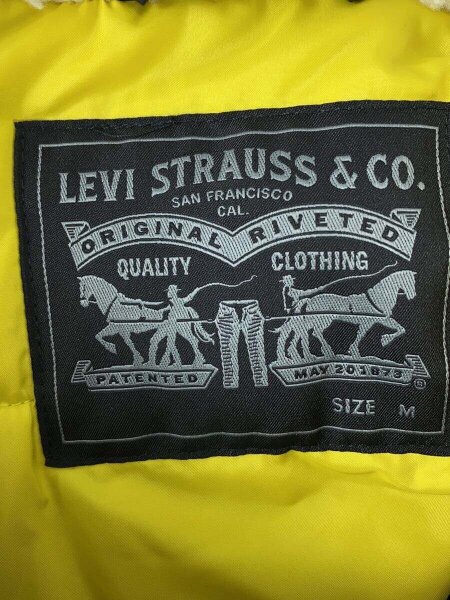 LEVI STRAUSS & CO.
SAN FRANCISCO
CAL.
ORIGINAL RIVETED
QUALITY CLOTHING
PATENTED MAY 20 1873 ®
SIZE M